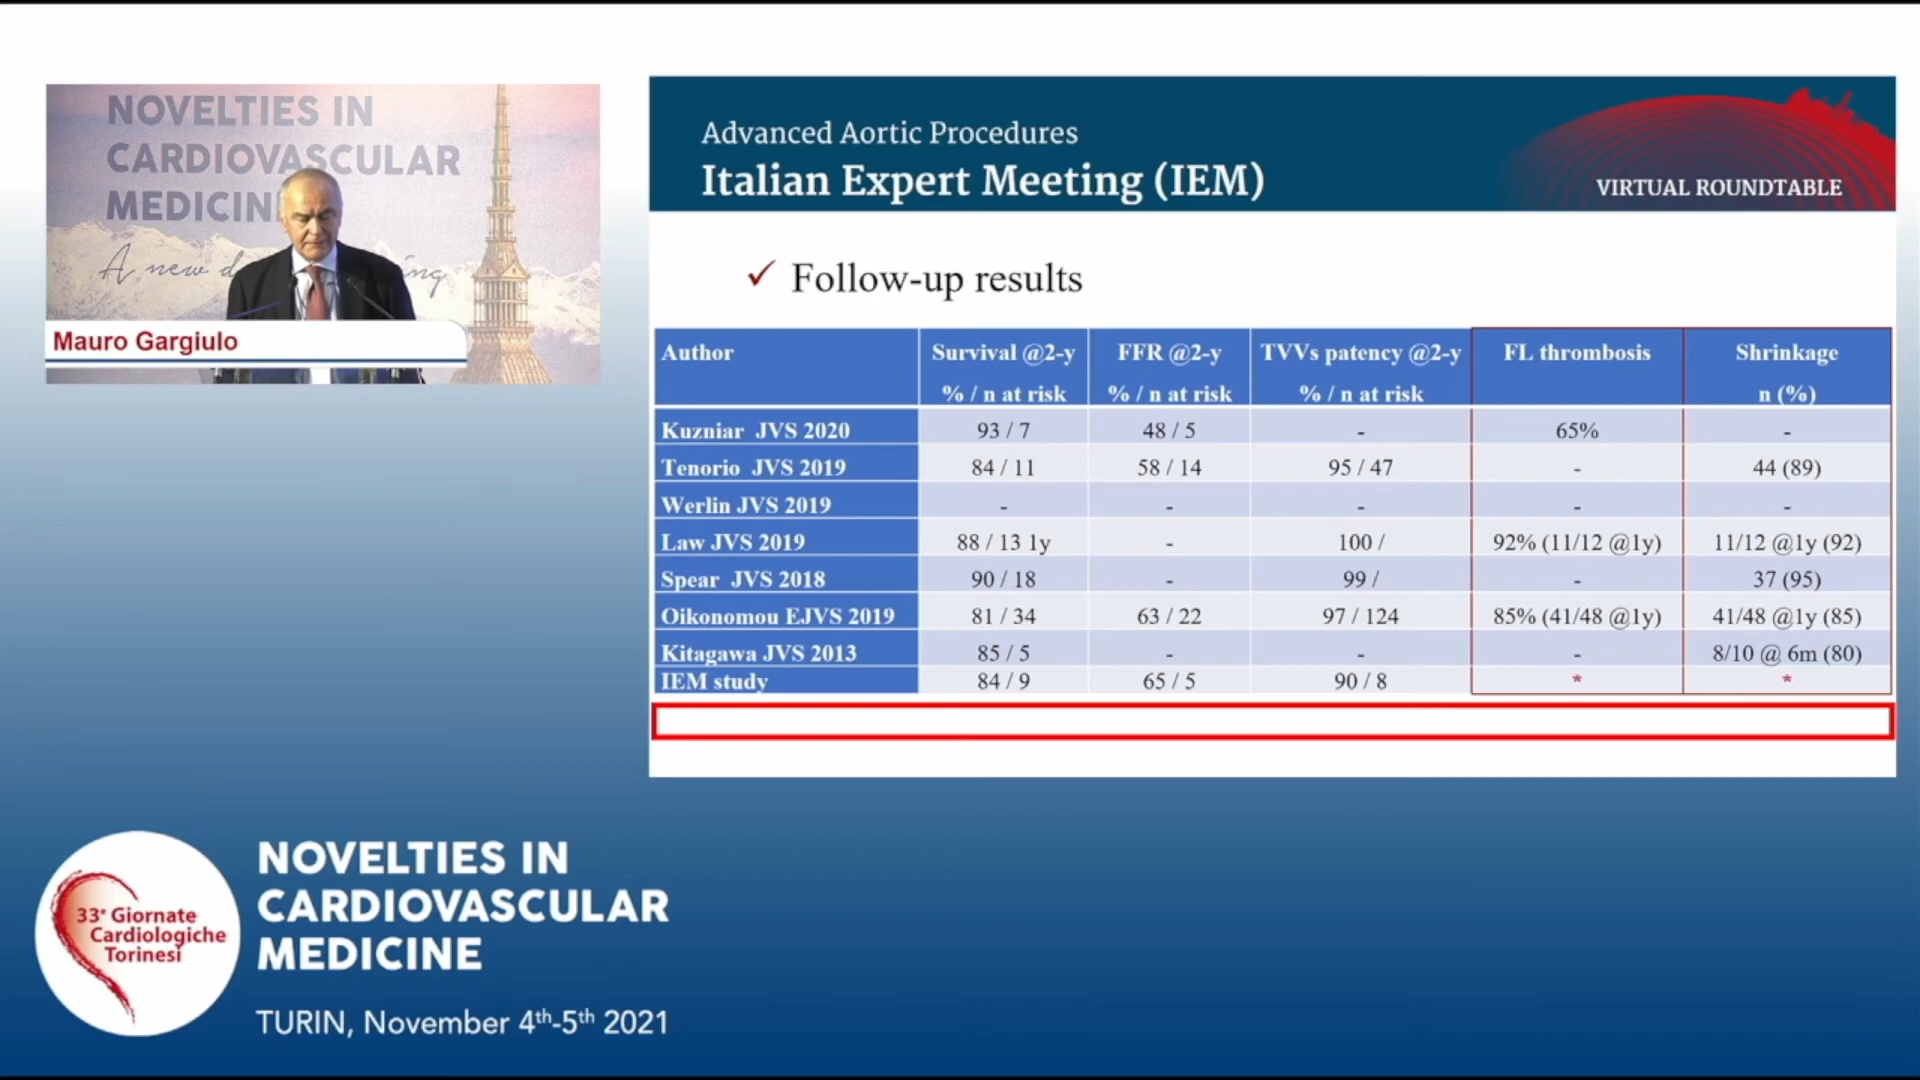 NOVELTIES IN
CARDIOVASCULAR
MEDICIN
A new d
ing
Mauro Gargiulo
Advanced Aortic Procedures
Italian Expert Meeting (IEM)
VIRTUAL ROUNDTABLE
✓ Follow-up results
Author Survival @2-y FFR @2-y TVVs patency @2-y FL thrombosis Shrinkage
% / n at risk % / n at risk % / n at risk n (%)
Kuzniar JVS 2020 93 / 7 48 / 5 - 65% -
Tenorio JVS 2019 84 / 11 58 / 14 95 / 47 - 44 (89)
Werlin JVS 2019 - - - - -
Law JVS 2019 88 / 13 1y - 100 / 92% (11/12 @1y) 11/12 @1y (92)
Spear JVS 2018 90 / 18 - 99 / - 37 (95)
Oikonomou EJVS 2019 81 / 34 63 / 22 97 / 124 85% (41/48 @1y) 41/48 @1y (85)
Kitagawa JVS 2013 85 / 5 - - - 8/10 @ 6m (80)
IEM study 84 / 9 65 / 5 90 / 8 * *
33° Giornate
Cardiologiche
Torinesi
NOVELTIES IN
CARDIOVASCULAR
MEDICINE
TURIN, November 4th-5th 2021